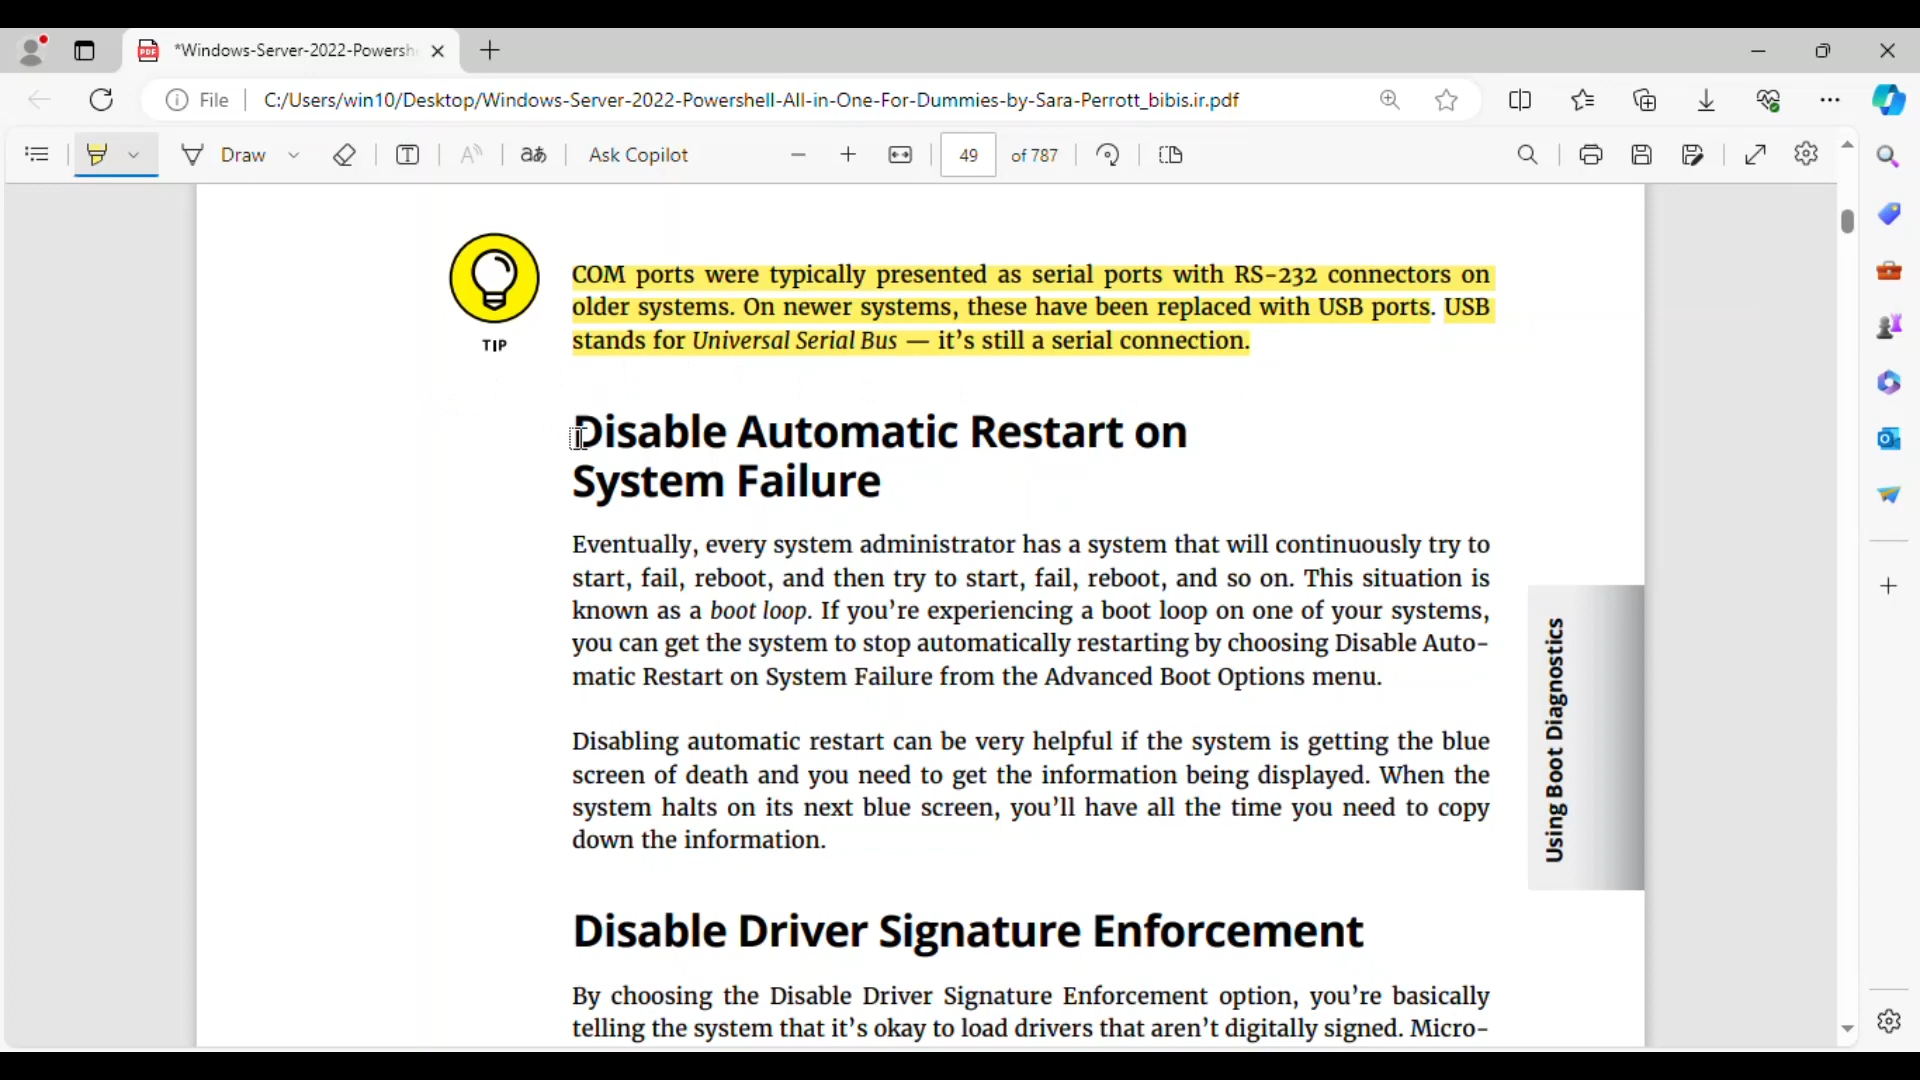 *Windows-Server-2022-Powersh
File
C:/Users/win10/Desktop/Windows-Server-2022-Powershell-All-in-One-For-Dummies-by-Sara-Perrott_bibis.ir.pdf
Draw
Ask Copilot
49
of 787
COM ports were typically presented as serial ports with RS-232 connectors on
older systems. On newer systems, these have been replaced with USB ports. USB
stands for Universal Serial Bus — it's still a serial connection.
TIP
Disable Automatic Restart on
System Failure
Eventually, every system administrator has a system that will continuously try to
start, fail, reboot, and then try to start, fail, reboot, and so on. This situation is
known as a boot loop. If you're experiencing a boot loop on one of your systems,
you can get the system to stop automatically restarting by choosing Disable Auto-
matic Restart on System Failure from the Advanced Boot Options menu.
Using Boot Diagnostics
Disabling automatic restart can be very helpful if the system is getting the blue
screen of death and you need to get the information being displayed. When the
system halts on its next blue screen, you'll have all the time you need to copy
down the information.
Disable Driver Signature Enforcement
By choosing the Disable Driver Signature Enforcement option, you're basically
telling the system that it's okay to load drivers that aren't digitally signed. Micro-